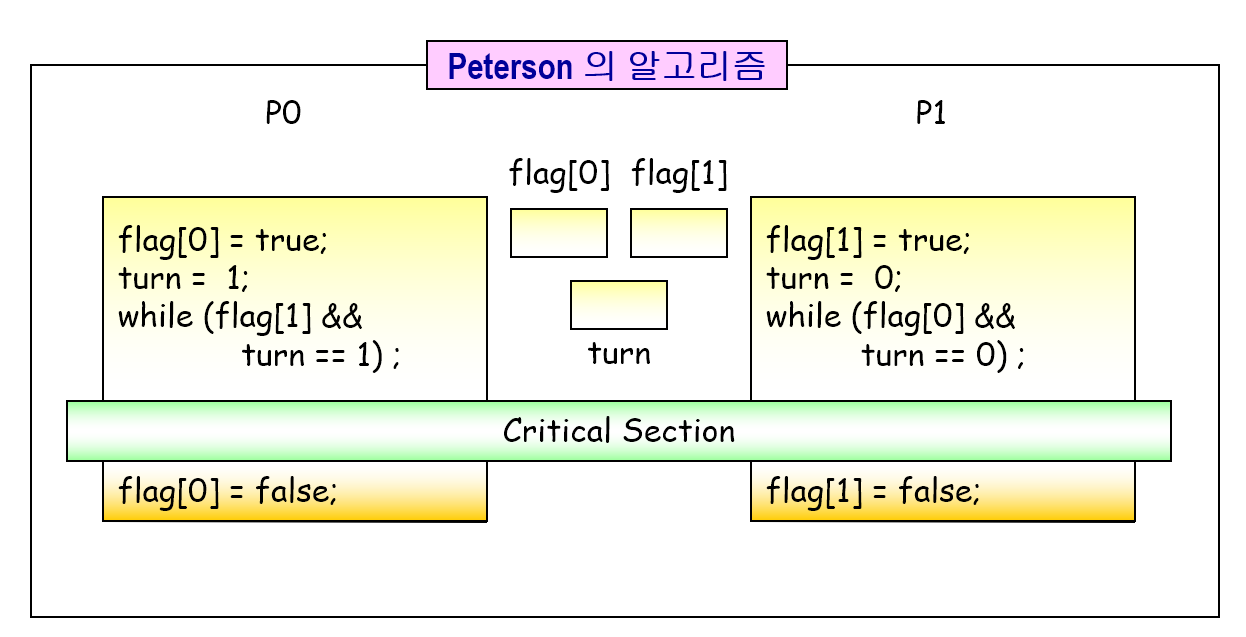 Peterson 의 알고리즘
P0
P1
flag[0] flag[1]
flag[0] = true;
turn = 1;
while (flag[1] &&
turn == 1) ;
turn
flag[1] = true;
turn = 0;
while (flag[0] &&
turn == 0) ;
Critical Section
flag[0] = false;
flag[1] = false;